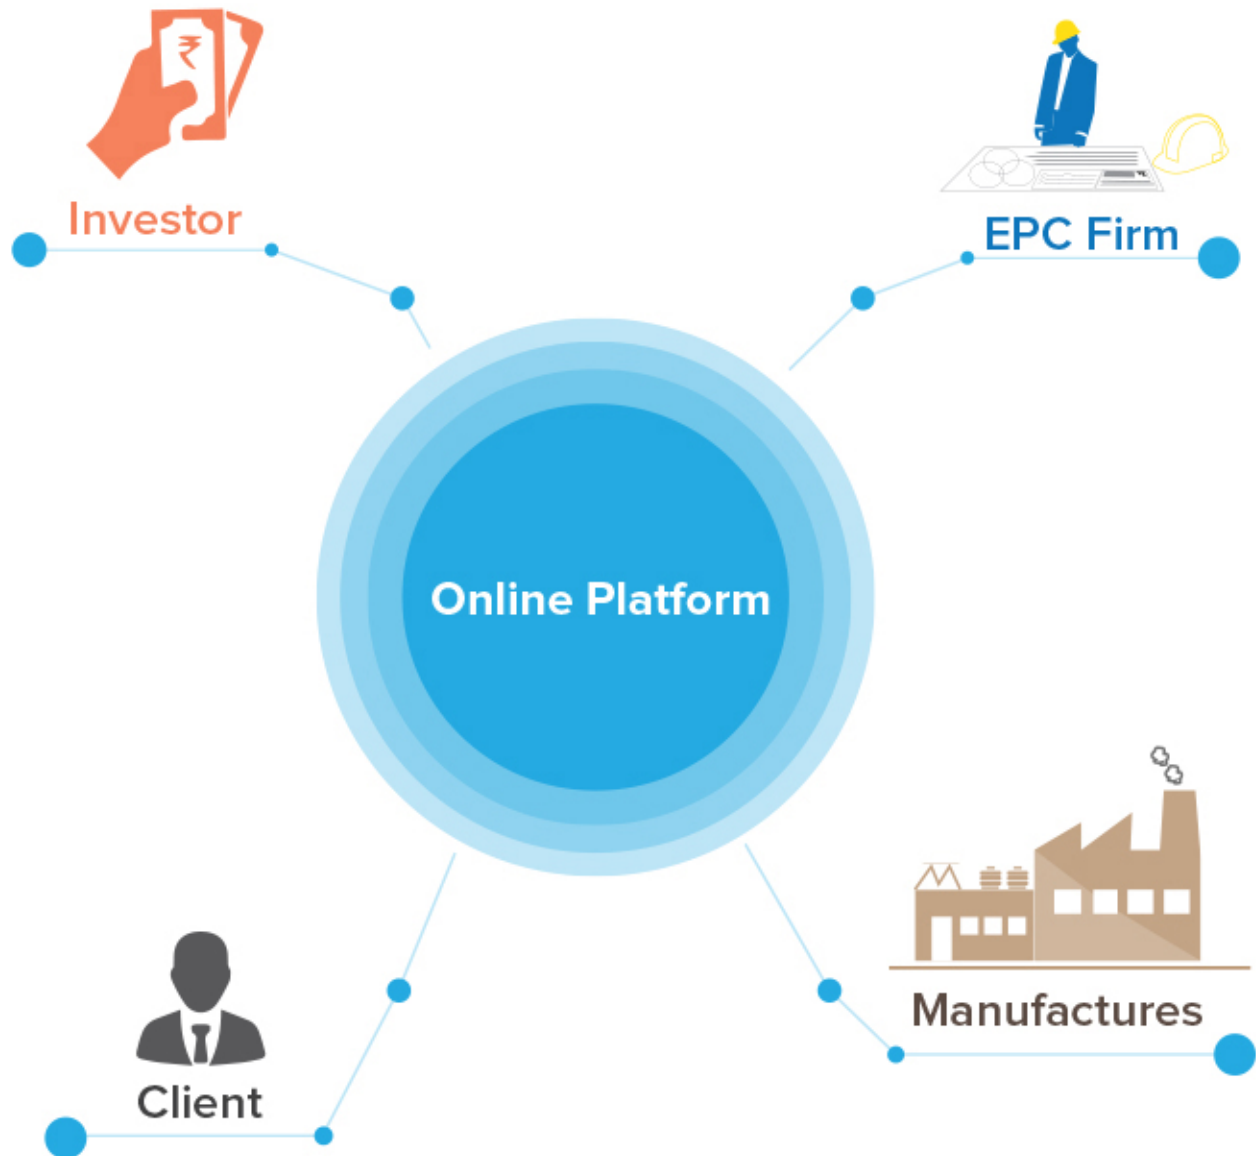 ₹
Investor
EPC Firm
Online Platform
Manufactures
Client